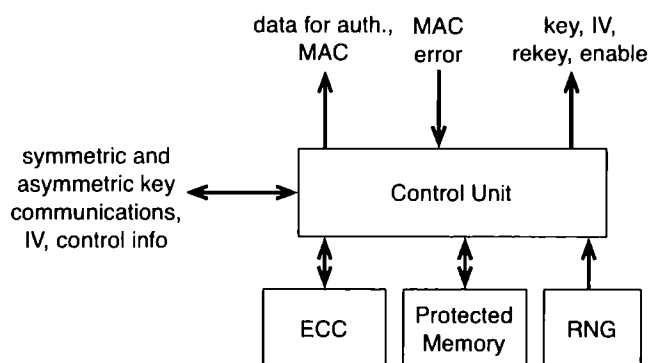 data for auth.,
MAC
MAC
error
key, IV,
rekey, enable
symmetric and
asymmetric key
communications,
IV, control info
Control Unit
ECC
Protected
Memory
RNG